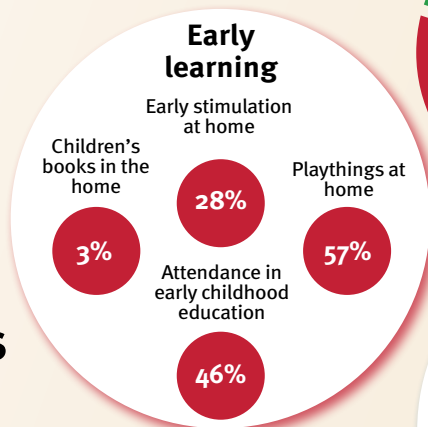 Early
learning
Early stimulation
at home
28%
Children's
books in the
home
3%
Playthings at
home
57%
Attendance in
early childhood
education
46%
s